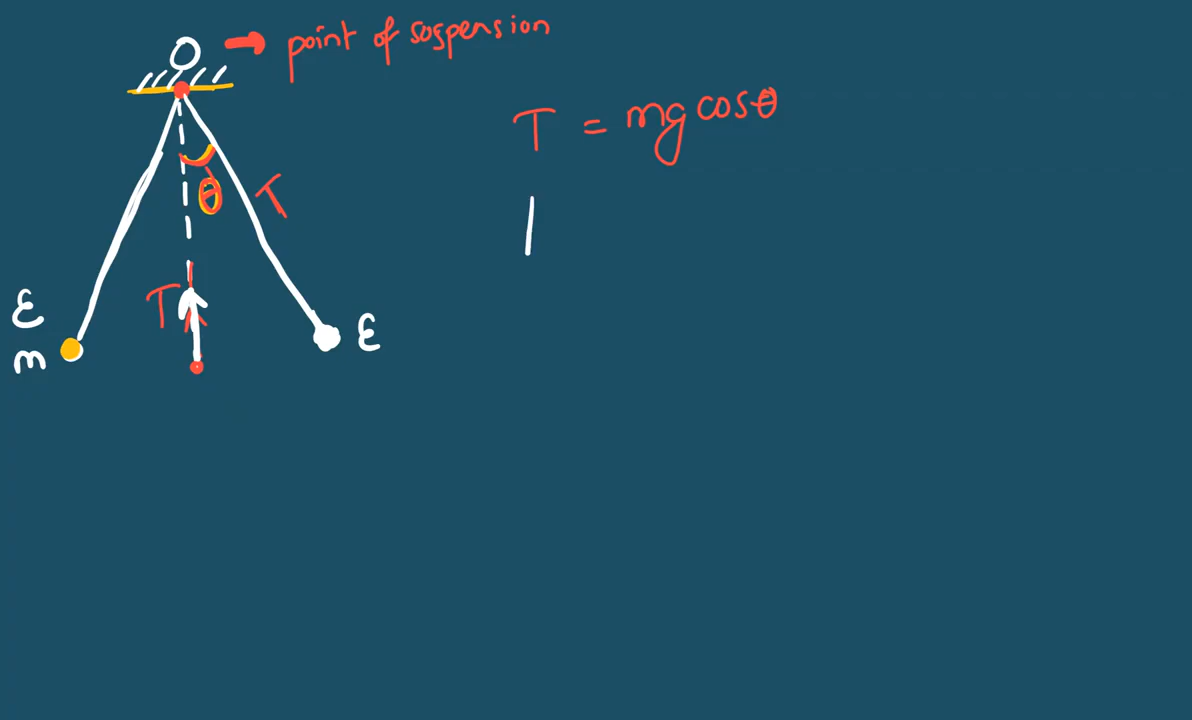 O → point of suspension
T = mg cosθ
θ
T
T
ℇ
m
ℇ